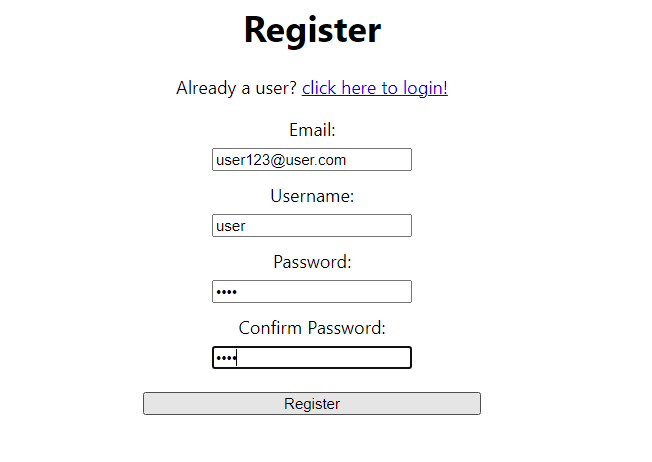 Register
Already a user? click here to login!
Email:
user123@user.com
Username:
user
Password:
••••
Confirm Password:
••••
Register